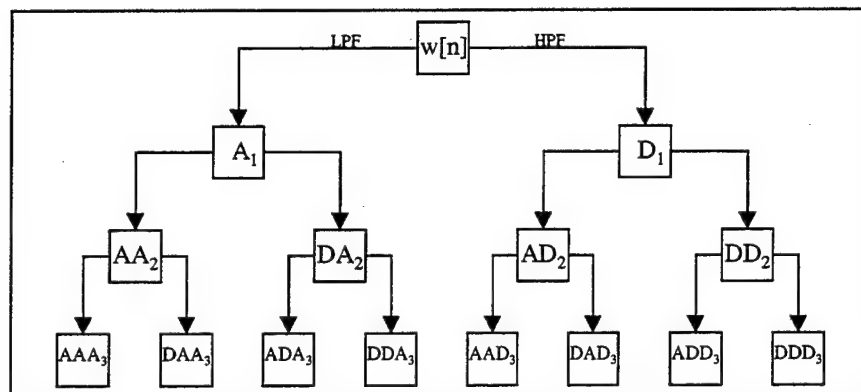 LPF w[n] HPF
A₁ D₁
AA₂ DA₂ AD₂ DD₂
AAA₃ DAA₃ ADA₃ DDA₃ AAD₃ DAD₃ ADD₃ DDD₃